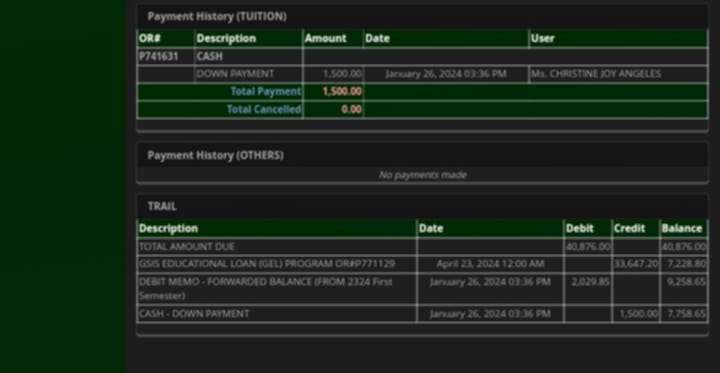 Payment History (TUITION)
OR# Description Amount Date User
P741631 CASH
DOWN PAYMENT 1,500.00 January 26, 2024 03:36 PM Ms. CHRISTINE JOY ANGELES
Total Payment 1,500.00
Total Cancelled 0.00
Payment History (OTHERS)
No payments made
TRAIL
Description Date Debit Credit Balance
TOTAL AMOUNT DUE 40,876.00 40,876.00
GSIS EDUCATIONAL LOAN (GEL) PROGRAM OR#P771129 April 23, 2024 12:00 AM 33,647.20 7,228.80
DEBIT MEMO - FORWARDED BALANCE (FROM 2324 First January 26, 2024 03:36 PM 2,029.85 9,258.65
Semester)
CASH - DOWN PAYMENT January 26, 2024 03:36 PM 1,500.00 7,758.65